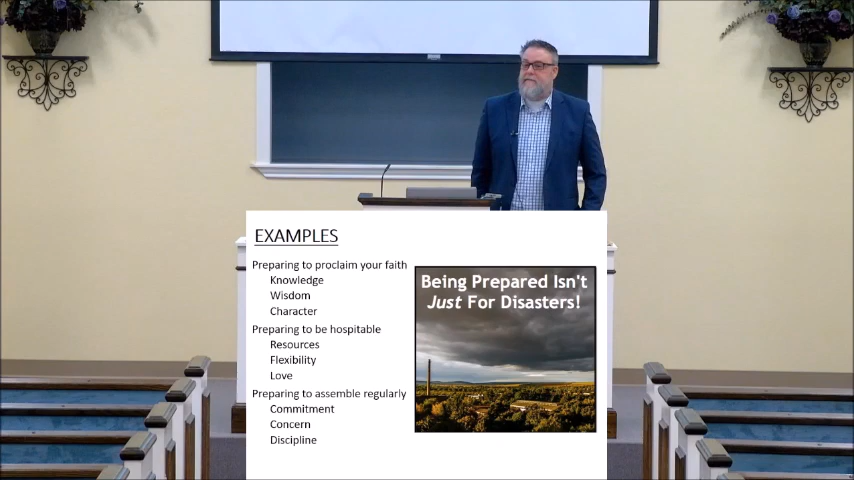 EXAMPLES
Preparing to proclaim your faith
Knowledge
Wisdom
Character
Preparing to be hospitable
Resources
Flexibility
Love
Preparing to assemble regularly
Commitment
Concern
Discipline
Being Prepared Isn't
Just For Disasters!